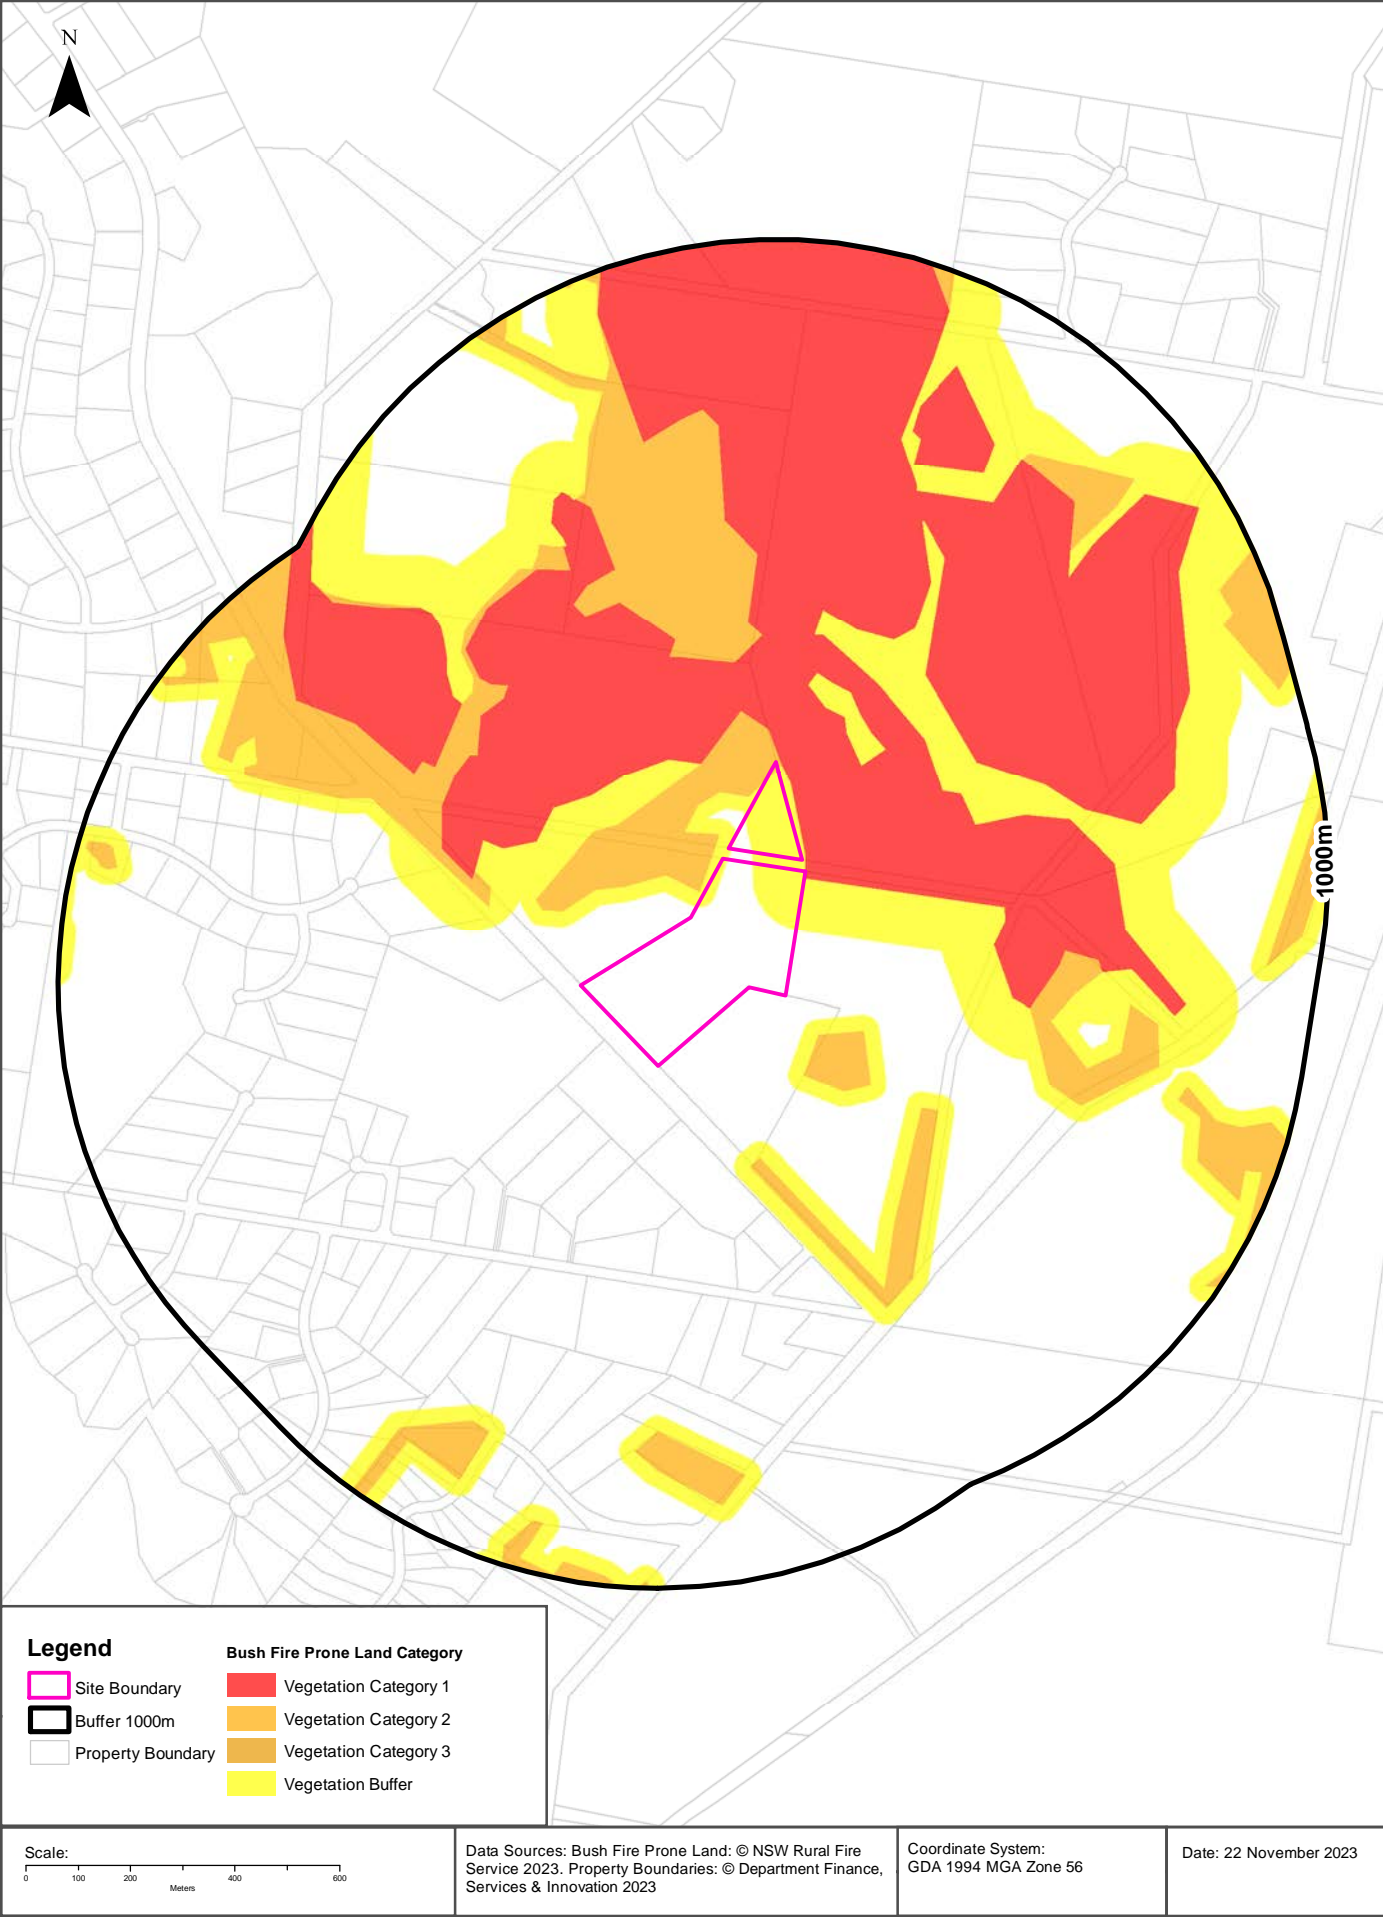 N
1000m
Legend
Site Boundary
Buffer 1000m
Property Boundary
Bush Fire Prone Land Category
Vegetation Category 1
Vegetation Category 2
Vegetation Category 3
Vegetation Buffer
Scale:
0 100 200 400 600
Meters
Data Sources: Bush Fire Prone Land: © NSW Rural Fire
Service 2023. Property Boundaries: © Department Finance,
Services & Innovation 2023
Coordinate System:
GDA 1994 MGA Zone 56
Date: 22 November 2023